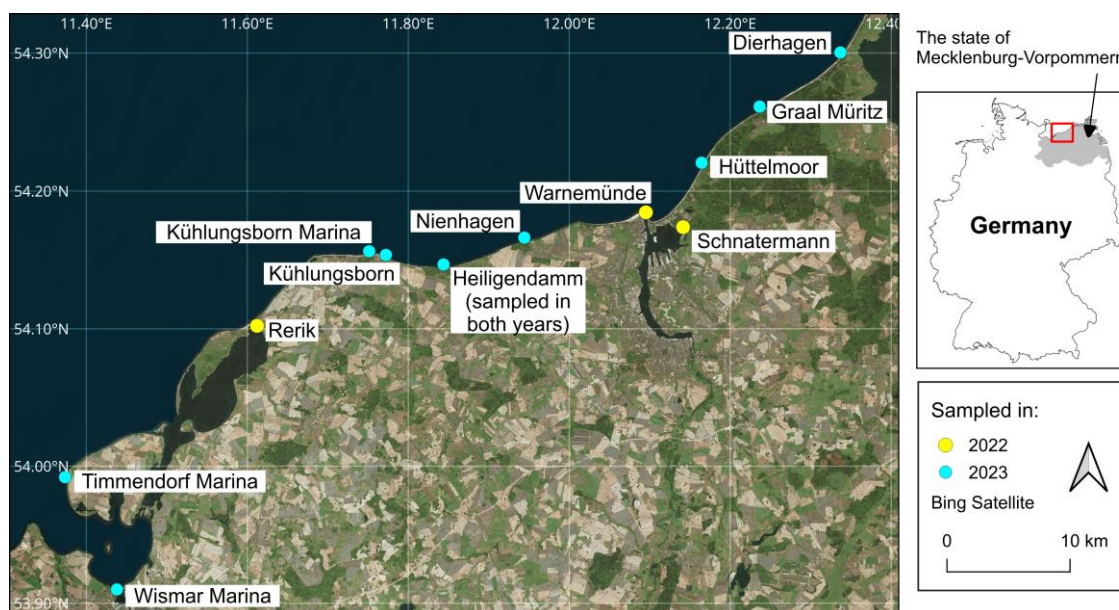 11.40 11.60 11.80 12.00 12.20 12.40
54.30°N
54.20°N
54.10°N
54.00°N
53.90°N
Dierhagen
Graal Müritz
Hüttelmoor
Warnemünde
Schnatermann
Nienhagen
Kühlungsborn Marina
Kühlungsborn
Heiligendamm
(sampled in
both years)
Rerik
Timmendorf Marina
Wismar Marina
The state of
Mecklenburg-Vorpommern
Germany
Sampled in:
2022
2023
Bing Satellite
0 10 km